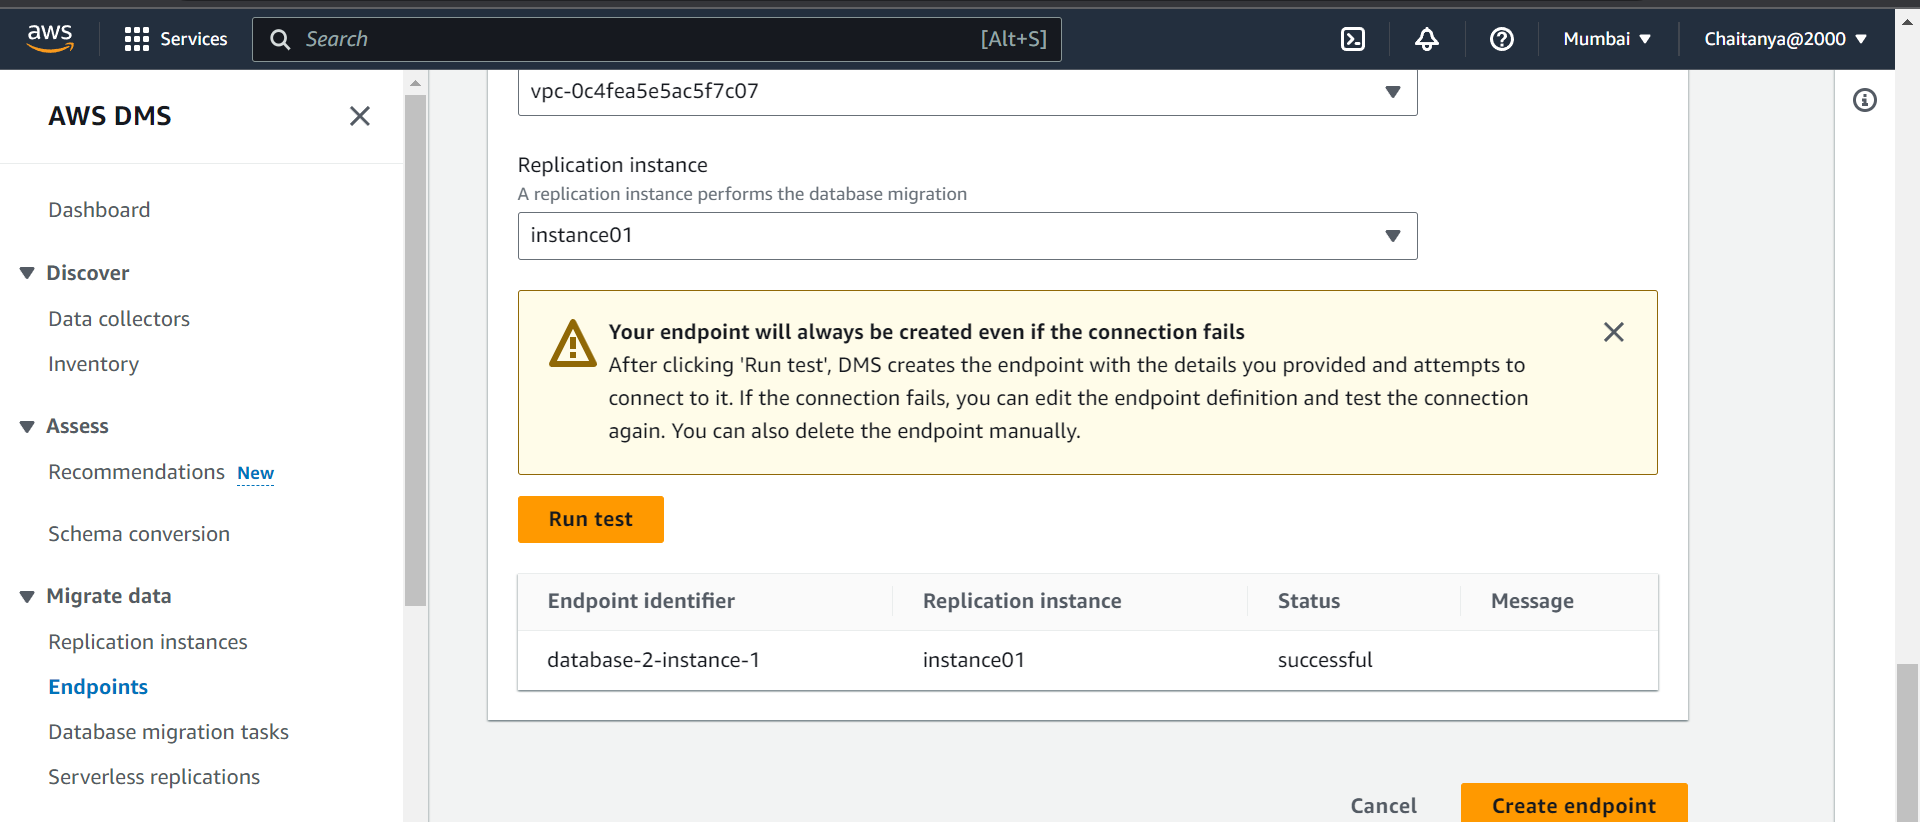 aws
Services
Search
[Alt+S]
Mumbai
Chaitanya@2000
AWS DMS
Dashboard
Discover
Data collectors
Inventory
Assess
Recommendations New
Schema conversion
Migrate data
Replication instances
Endpoints
Database migration tasks
Serverless replications
vpc-0c4fea5e5ac5f7c07
Replication instance
A replication instance performs the database migration
instance01
Your endpoint will always be created even if the connection fails
After clicking 'Run test', DMS creates the endpoint with the details you provided and attempts to
connect to it. If the connection fails, you can edit the endpoint definition and test the connection
again. You can also delete the endpoint manually.
Run test
Endpoint identifier Replication instance Status Message
database-2-instance-1 instance01 successful
Cancel
Create endpoint